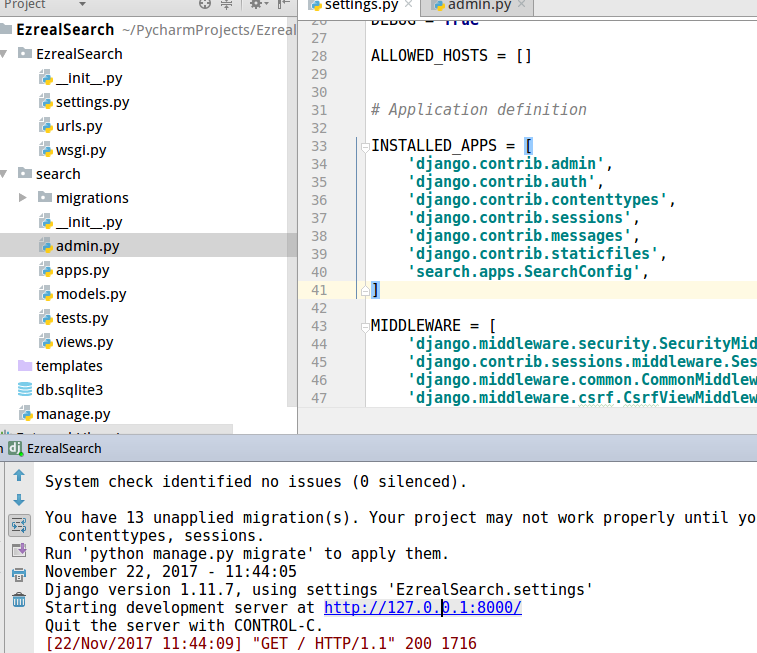 Project
EzrealSearch ~/PycharmProjects/Ezreal
EzrealSearch
__init__.py
settings.py
urls.py
wsgi.py
search
migrations
__init__.py
admin.py
apps.py
models.py
tests.py
views.py
templates
db.sqlite3
manage.py
settings.py
admin.py
26 DEBUG = True
27
28 ALLOWED_HOSTS = []
29
30
31 # Application definition
32
33 INSTALLED_APPS = [
34 'django.contrib.admin',
35 'django.contrib.auth',
36 'django.contrib.contenttypes',
37 'django.contrib.sessions',
38 'django.contrib.messages',
39 'django.contrib.staticfiles',
40 'search.apps.SearchConfig',
41 ]
42
43 MIDDLEWARE = [
44 'django.middleware.security.SecurityMid
45 'django.contrib.sessions.middleware.Ses
46 'django.middleware.common.CommonMiddlew
47 'django.middleware.csrf.CsrfViewMiddlew
n dj EzrealSearch
System check identified no issues (0 silenced).
You have 13 unapplied migration(s). Your project may not work properly until yo
contenttypes, sessions.
Run 'python manage.py migrate' to apply them.
November 22, 2017 - 11:44:05
Django version 1.11.7, using settings 'EzrealSearch.settings'
Starting development server at http://127.0.0.1:8000/
Quit the server with CONTROL-C.
[22/Nov/2017 11:44:09] "GET / HTTP/1.1" 200 1716